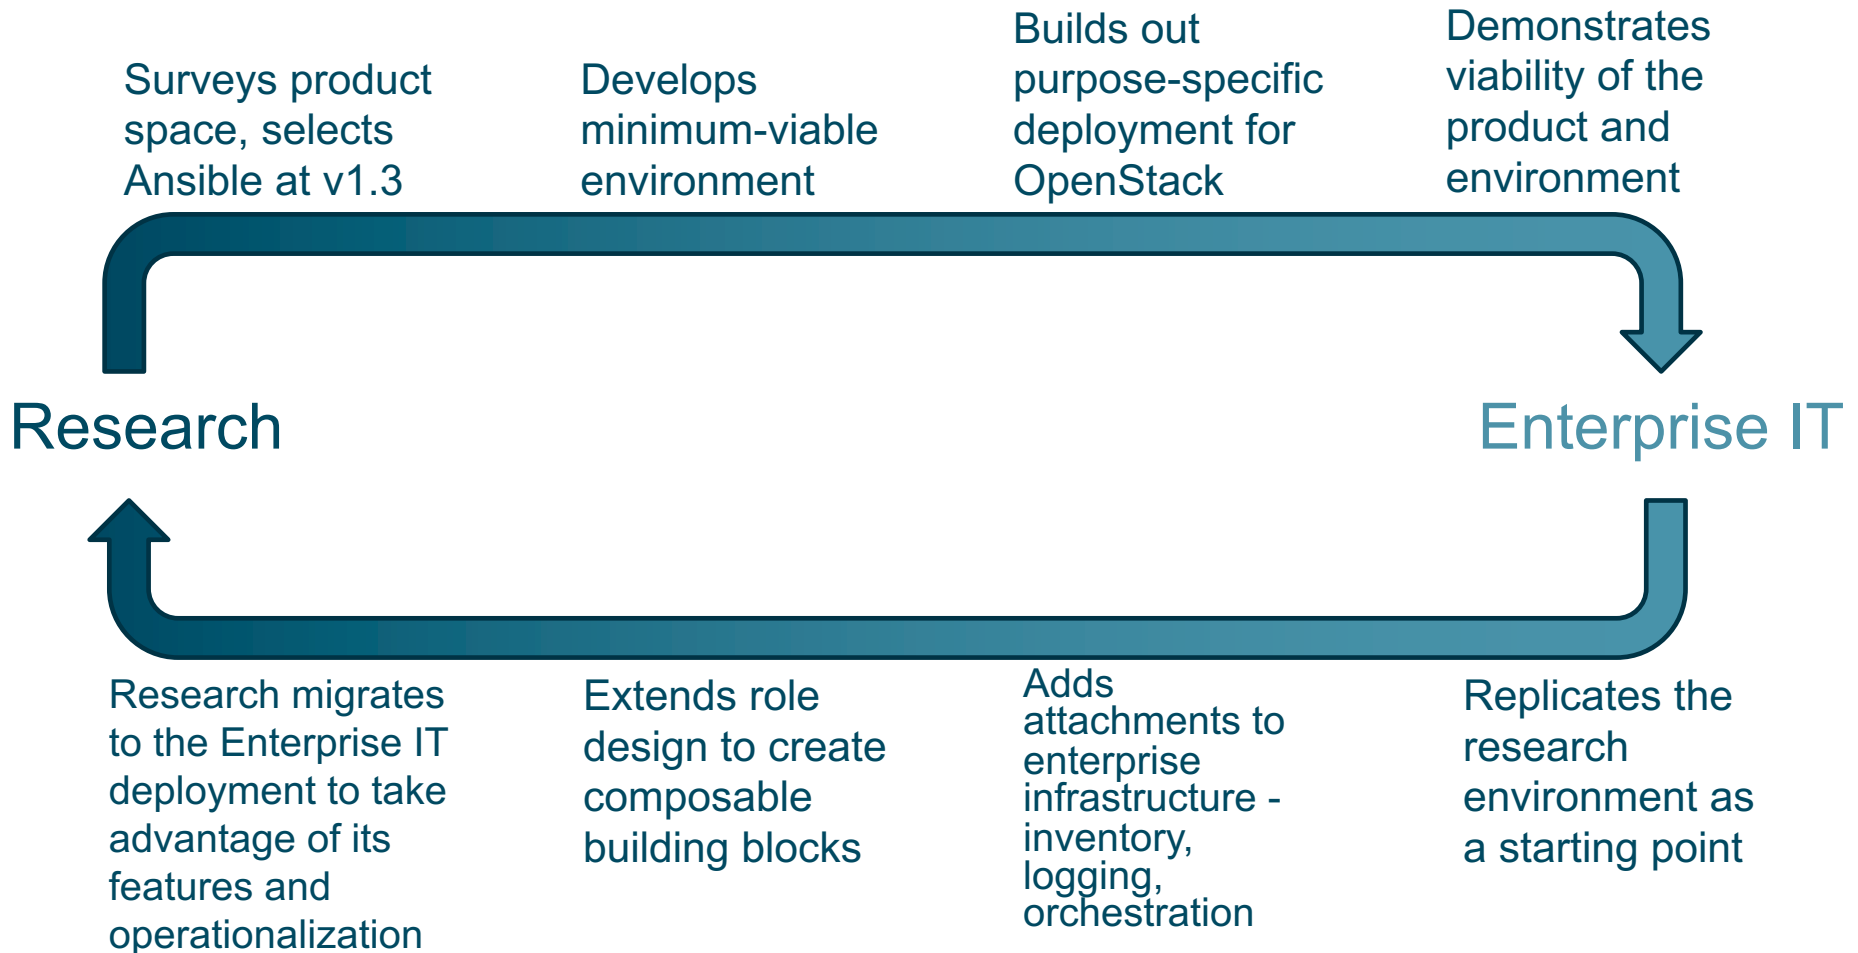 Surveys product
space, selects
Ansible at v1.3
Develops
minimum-viable
environment
Builds out
purpose-specific
deployment for
OpenStack
Demonstrates
viability of the
product and
environment
Research
Enterprise IT
Research migrates
to the Enterprise IT
deployment to take
advantage of its
features and
operationalization
Extends role
design to create
composable
building blocks
Adds
attachments to
enterprise
infrastructure -
inventory,
logging,
orchestration
Replicates the
research
environment as
a starting point